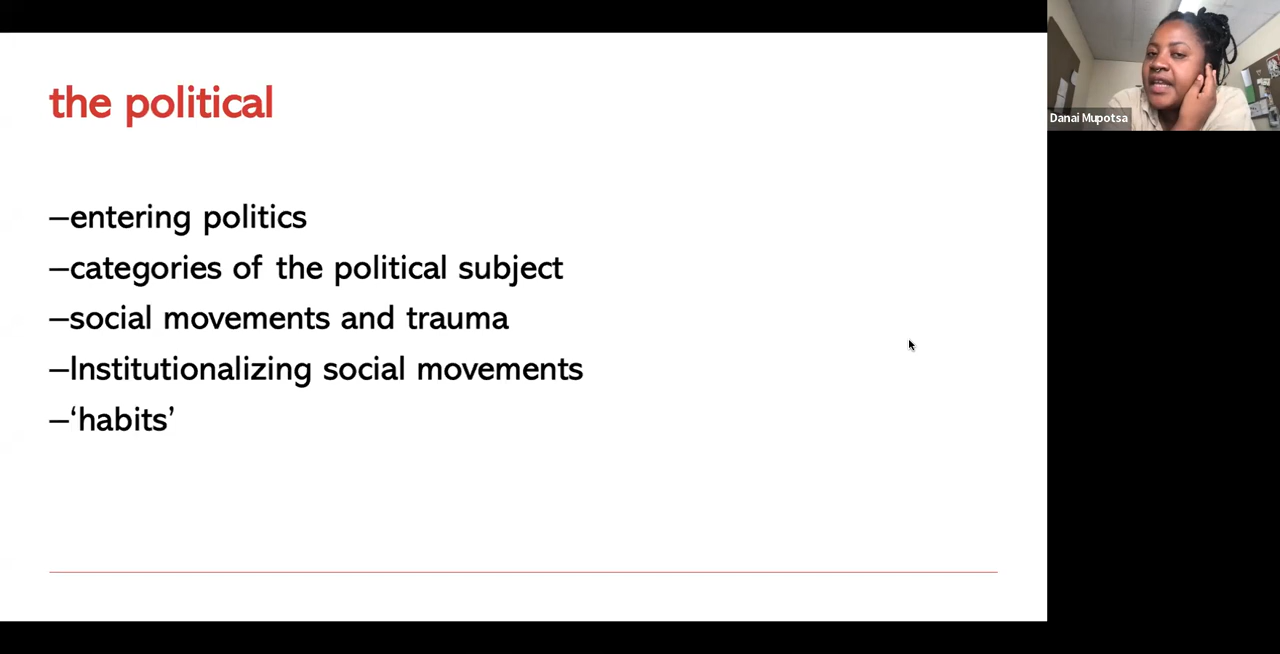 the political
–entering politics
–categories of the political subject
–social movements and trauma
–Institutionalizing social movements
–‘habits’
Danai Mupotsa